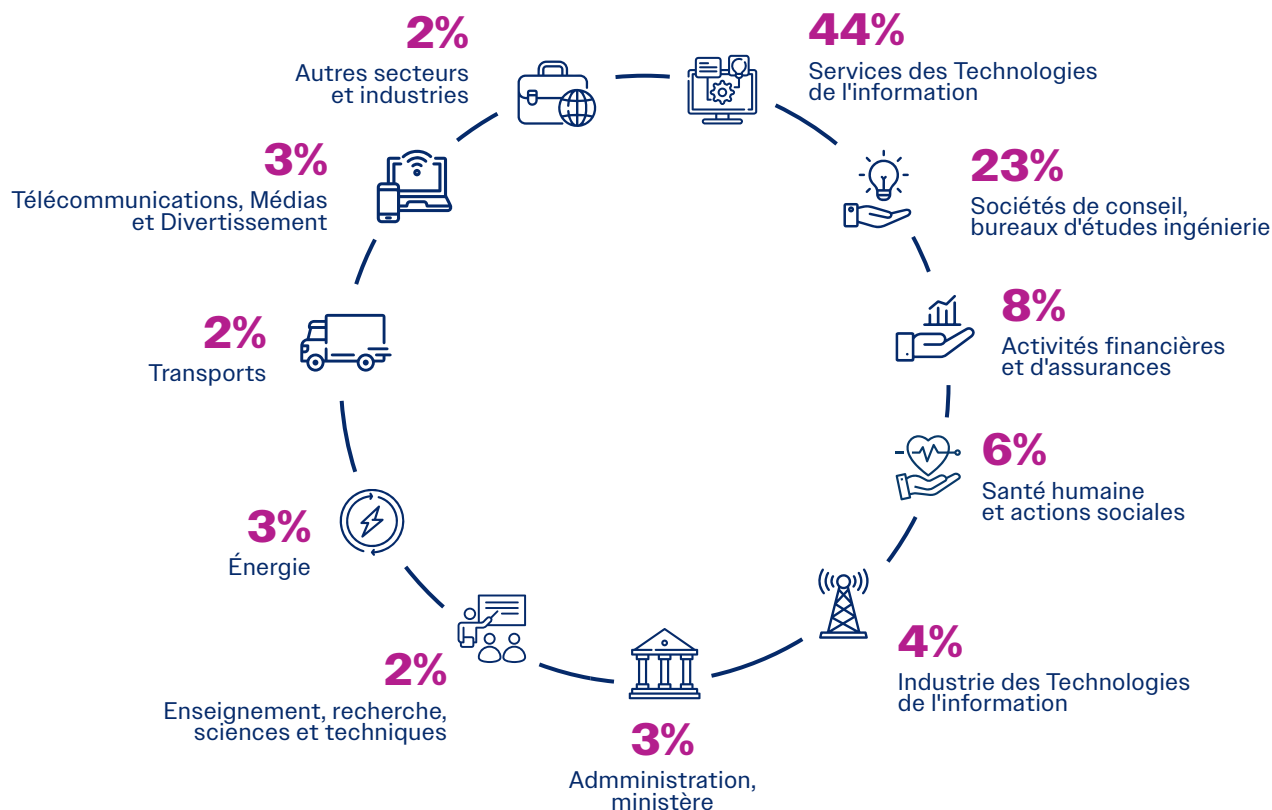 44%
Services des Technologies
de l'information
23%
Sociétés de conseil,
bureaux d'études ingénierie
8%
Activités financières
et d'assurances
6%
Santé humaine
et actions sociales
4%
Industrie des Technologies
de l'information
3%
Admministration,
ministère
2%
Enseignement, recherche,
sciences et techniques
3%
Énergie
2%
Transports
3%
Télécommunications, Médias
et Divertissement
2%
Autres secteurs
et industries